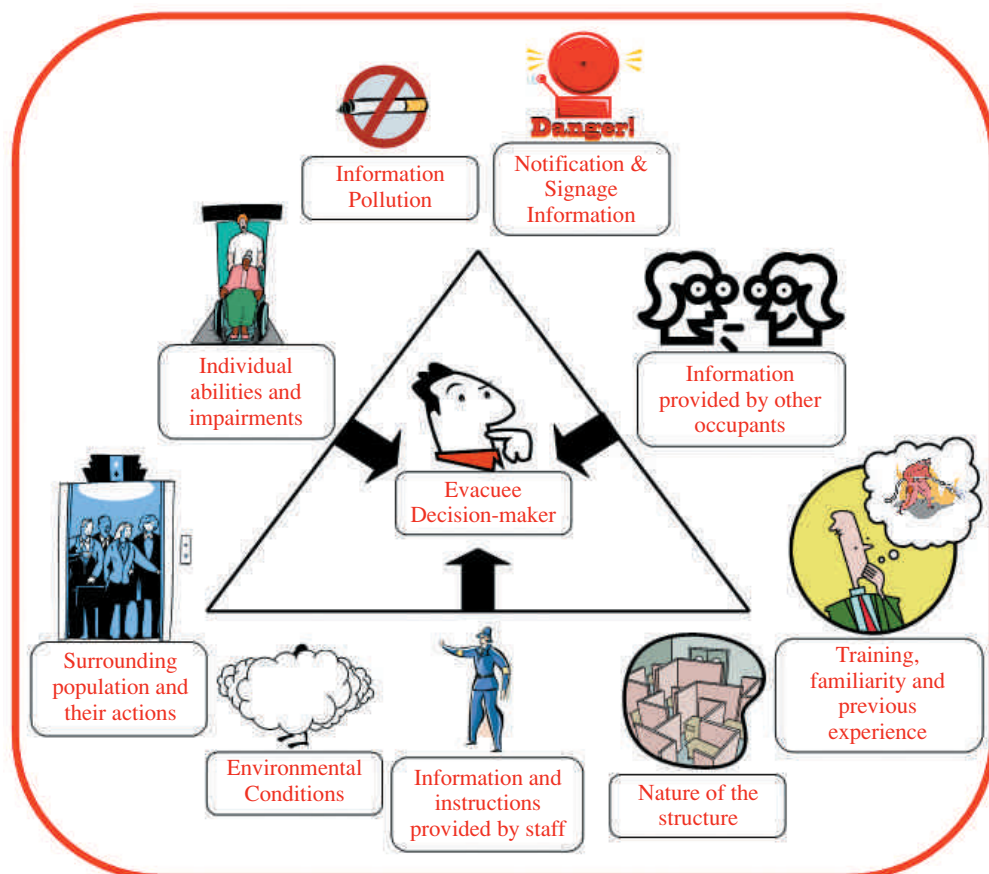 Danger!
Information
Pollution
Notification &
Signage
Information
Individual
abilities and
impairments
Information
provided by other
occupants
Evacuee
Decision-maker
Surrounding
population and
their actions
Training,
familiarity and
previous
experience
Environmental
Conditions
Information and
instructions
provided by staff
Nature of the
structure